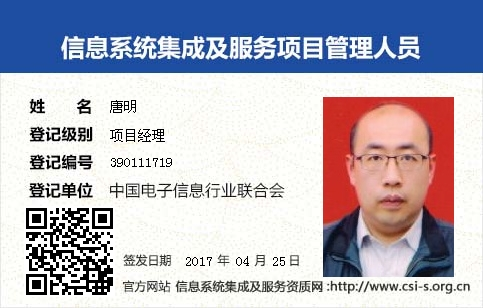 信息系统集成及服务项目管理人员
姓 名 唐明
登记级别 项目经理
登记编号 390111719
登记单位 中国电子信息行业联合会
签发日期 2017 年 04 月 25日
官方网站 信息系统集成及服务资质网 :http://www.csi-s.org.cn